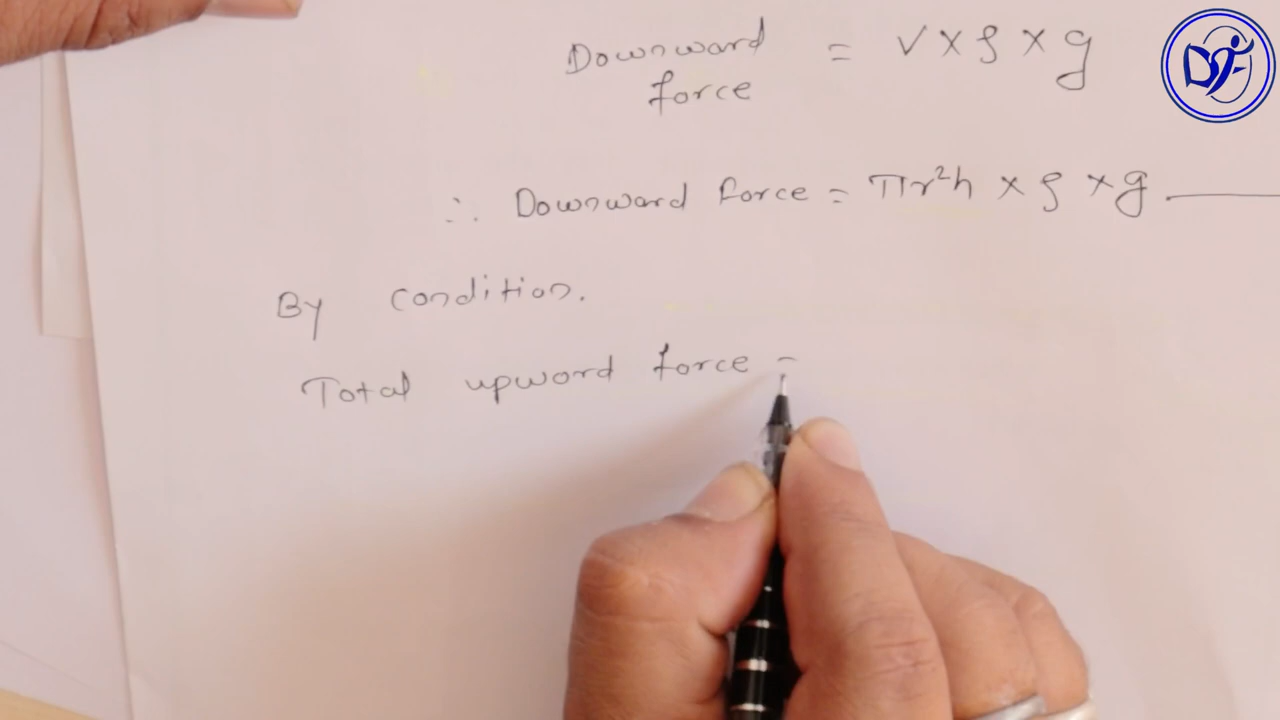 Downward = V × ρ × g
force
∴ Downward force = πr²h × ρ × g
By condition.
Total upword force =